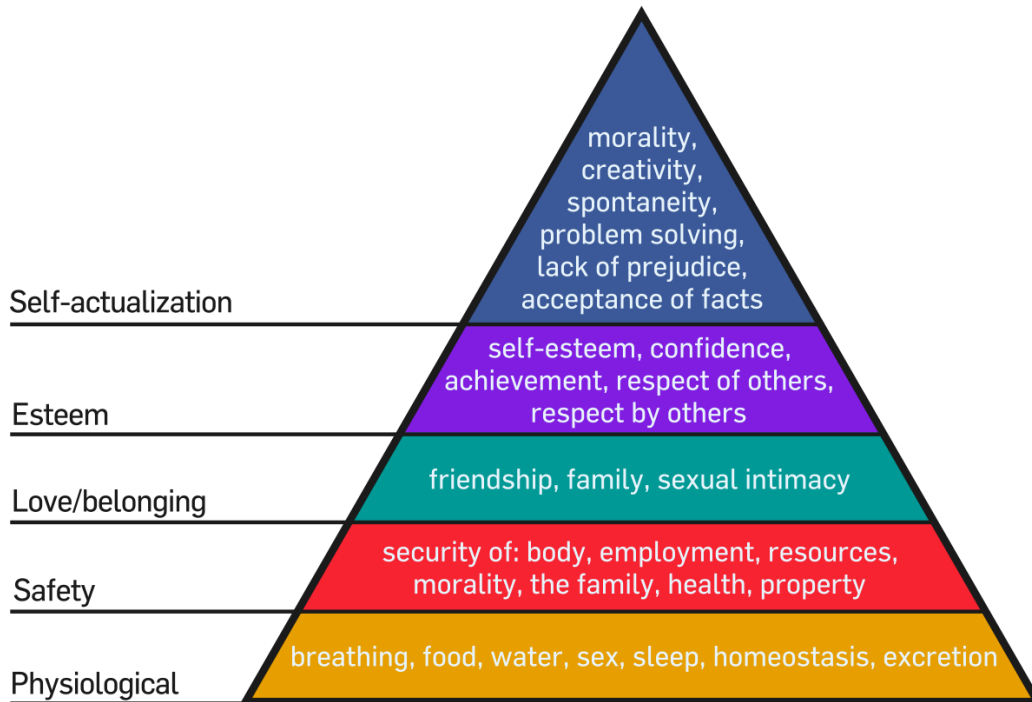 morality,
creativity,
spontaneity,
problem solving,
lack of prejudice,
acceptance of facts
Self-actualization
self-esteem, confidence,
achievement, respect of others,
respect by others
Esteem
friendship, family, sexual intimacy
Love/belonging
security of: body, employment, resources,
morality, the family, health, property
Safety
breathing, food, water, sex, sleep, homeostasis, excretion
Physiological